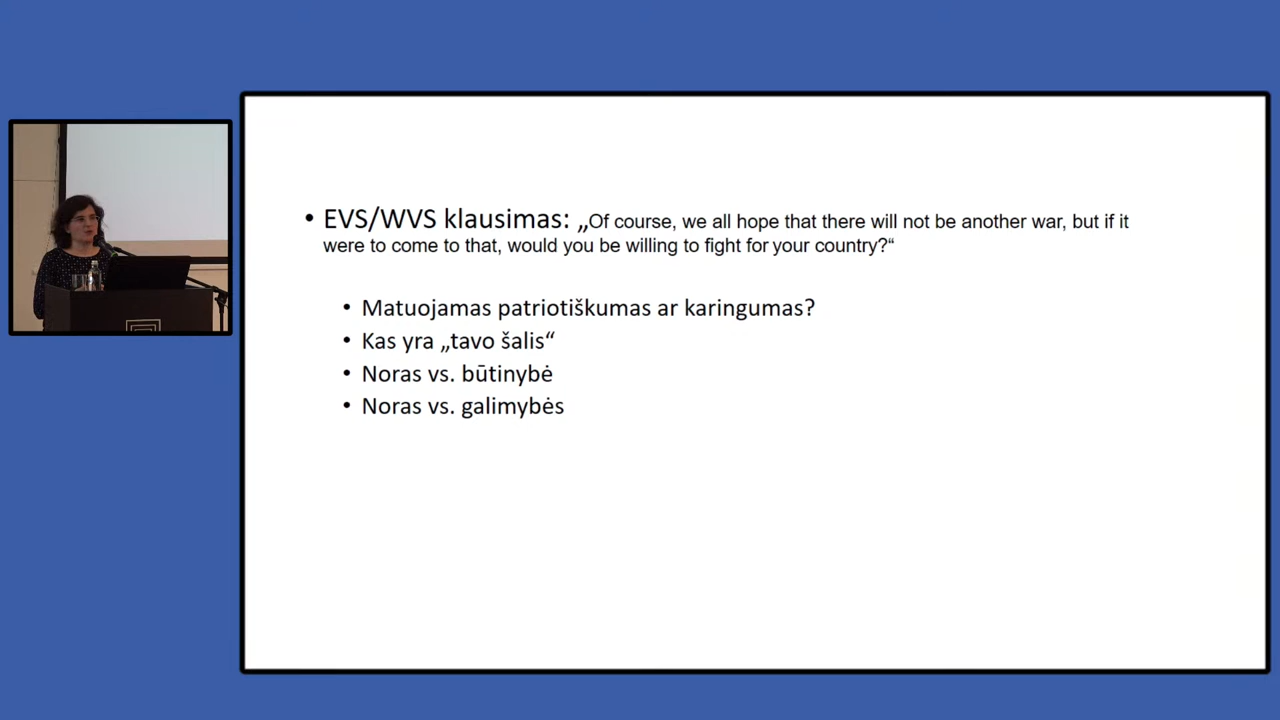 EVS/WVS klausimas: „Of course, we all hope that there will not be another war, but if it
were to come to that, would you be willing to fight for your country?“
Matuojamas patriotiškumas ar karingumas?
Kas yra „tavo šalis“
Noras vs. būtinybė
Noras vs. galimybės